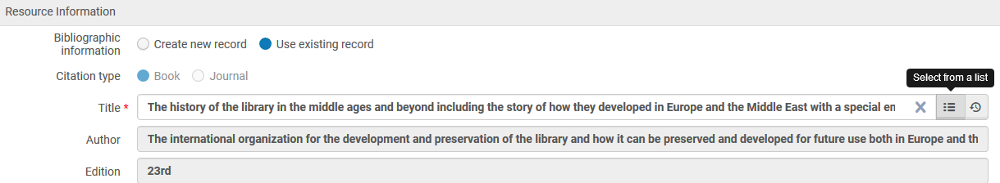 Resource Information
Bibliographic
information
Create new record
Use existing record
Citation type
Book
Journal
Select from a list
Title *
The history of the library in the middle ages and beyond including the story of how they developed in Europe and the Middle East with a special en
Author
The international organization for the development and preservation of the library and how it can be preserved and developed for future use both in Europe and th
Edition
23rd